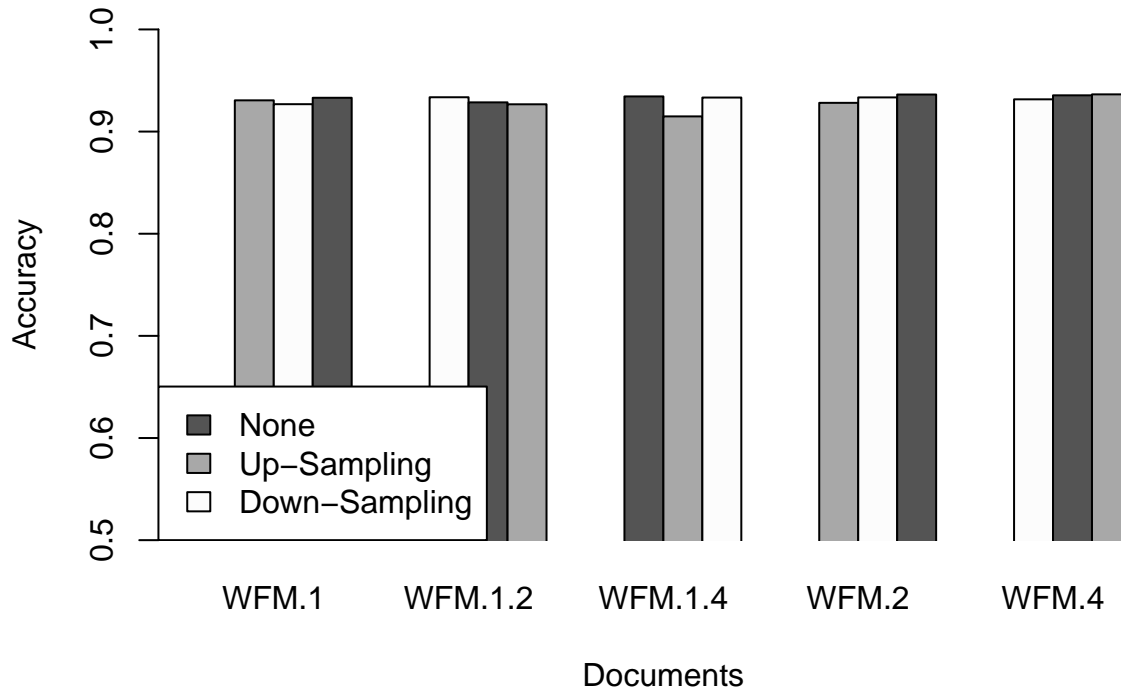 1.0
0.9
0.8
0.7
0.6
0.5
Accuracy
None
Up−Sampling
Down−Sampling
WFM.1 WFM.1.2 WFM.1.4 WFM.2 WFM.4
Documents